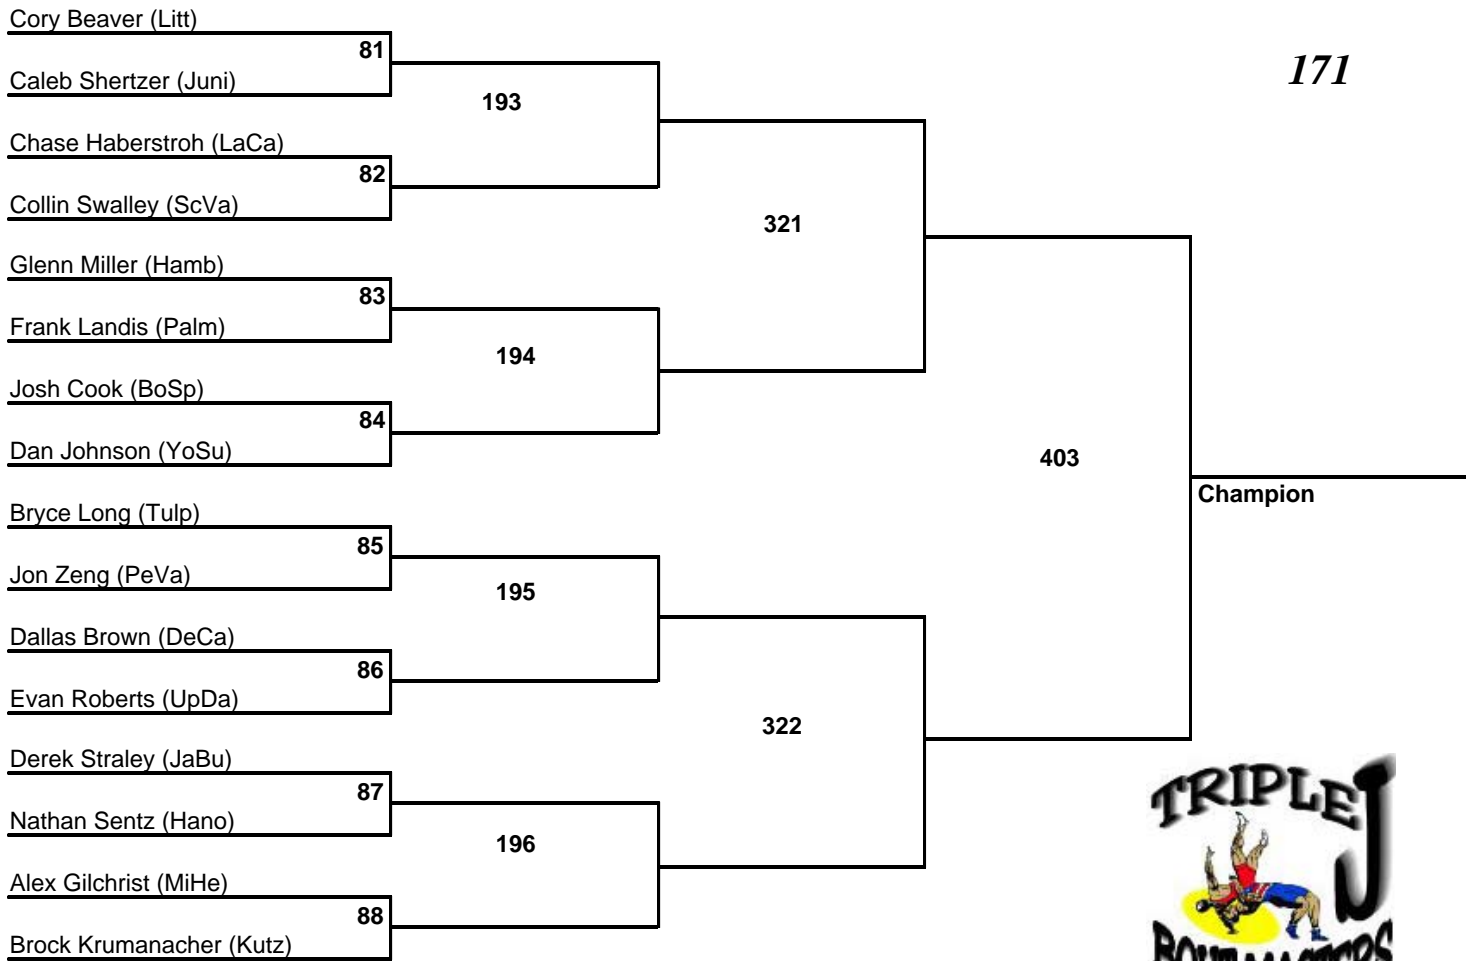 Cory Beaver (Litt)
81
Caleb Shertzer (Juni)
171
193
Chase Haberstroh (LaCa)
82
Collin Swalley (ScVa)
321
Glenn Miller (Hamb)
83
Frank Landis (Palm)
194
Josh Cook (BoSp)
84
Dan Johnson (YoSu)
403
Champion
Bryce Long (Tulp)
85
Jon Zeng (PeVa)
195
Dallas Brown (DeCa)
86
Evan Roberts (UpDa)
322
Derek Straley (JaBu)
87
Nathan Sentz (Hano)
196
Alex Gilchrist (MiHe)
88
Brock Krumanacher (Kutz)
TRIPLE J
BOUT MASTERS